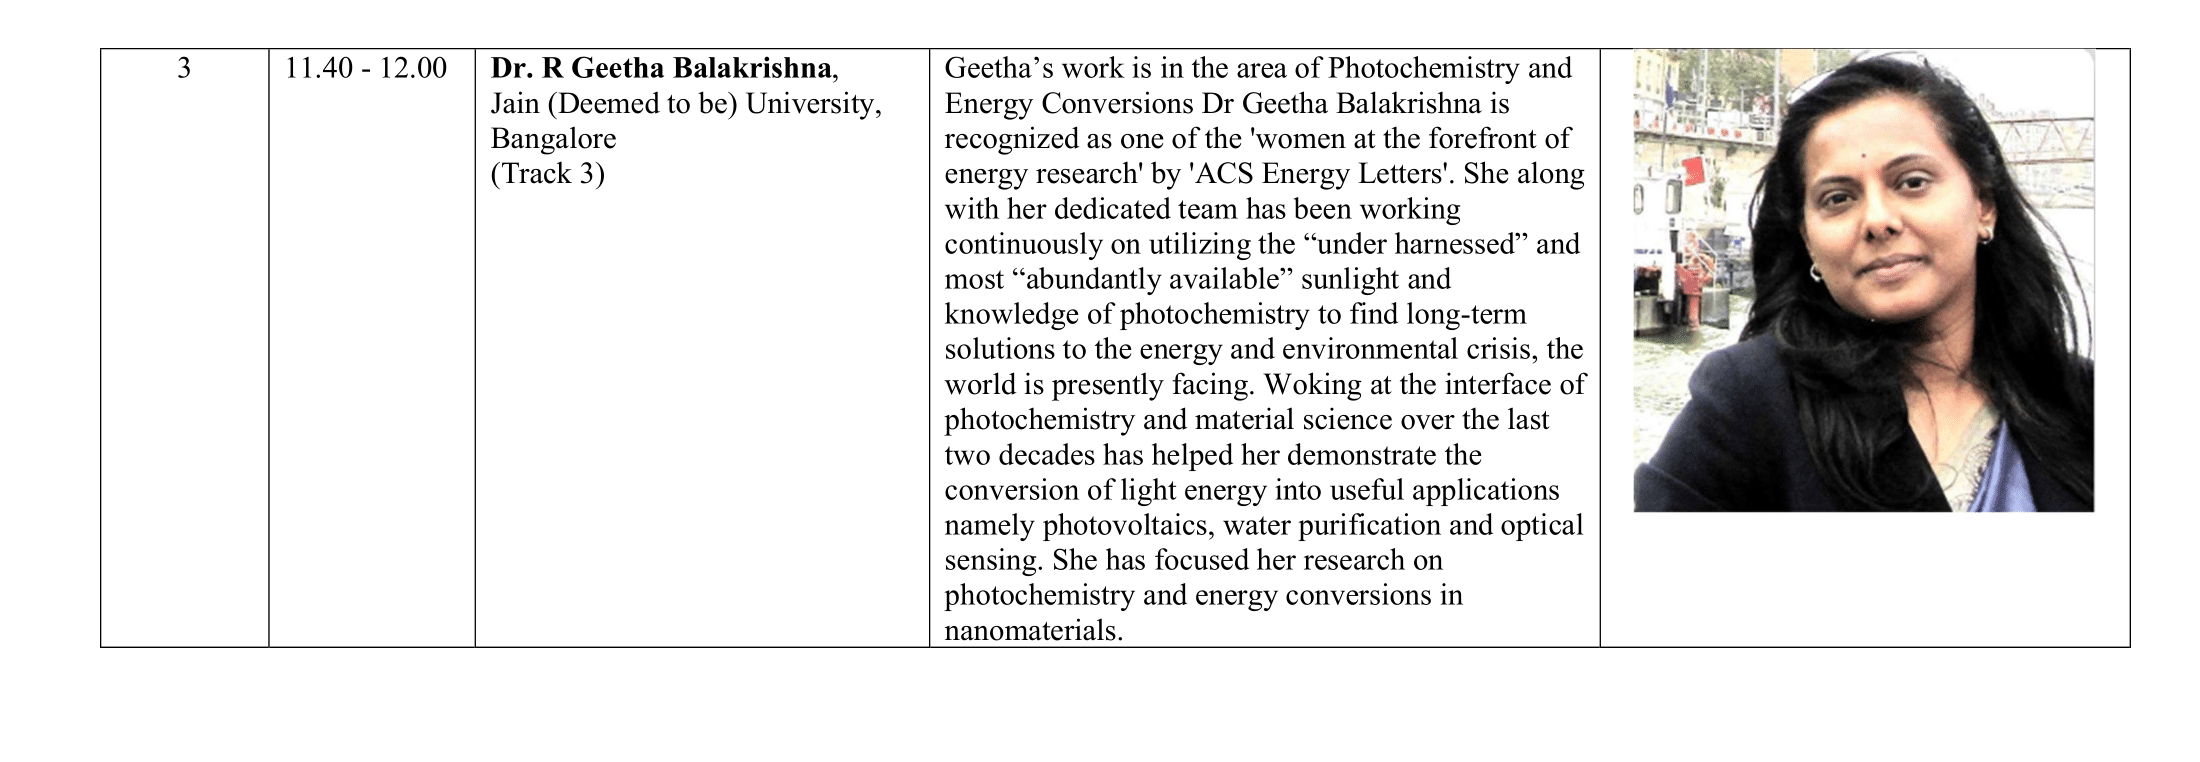 3
11.40 - 12.00
Dr. R Geetha Balakrishna,
Jain (Deemed to be) University,
Bangalore
(Track 3)
Geetha’s work is in the area of Photochemistry and
Energy Conversions Dr Geetha Balakrishna is
recognized as one of the 'women at the forefront of
energy research' by 'ACS Energy Letters'. She along
with her dedicated team has been working
continuously on utilizing the “under harnessed” and
most “abundantly available” sunlight and
knowledge of photochemistry to find long-term
solutions to the energy and environmental crisis, the
world is presently facing. Woking at the interface of
photochemistry and material science over the last
two decades has helped her demonstrate the
conversion of light energy into useful applications
namely photovoltaics, water purification and optical
sensing. She has focused her research on
photochemistry and energy conversions in
nanomaterials.